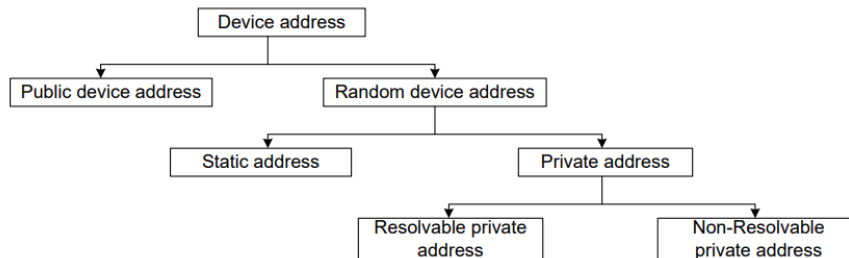 Device address
Public device address
Random device address
Static address
Private address
Resolvable private
address
Non-Resolvable
private address